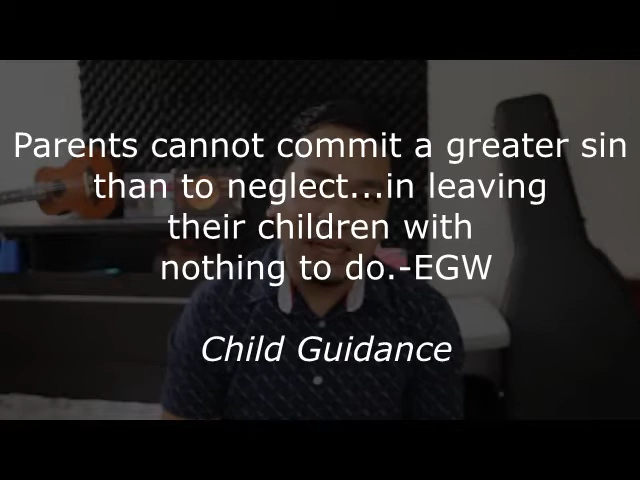 Parents cannot commit a greater sin
than to neglect...in leaving
their children with
nothing to do.-EGW
Child Guidance